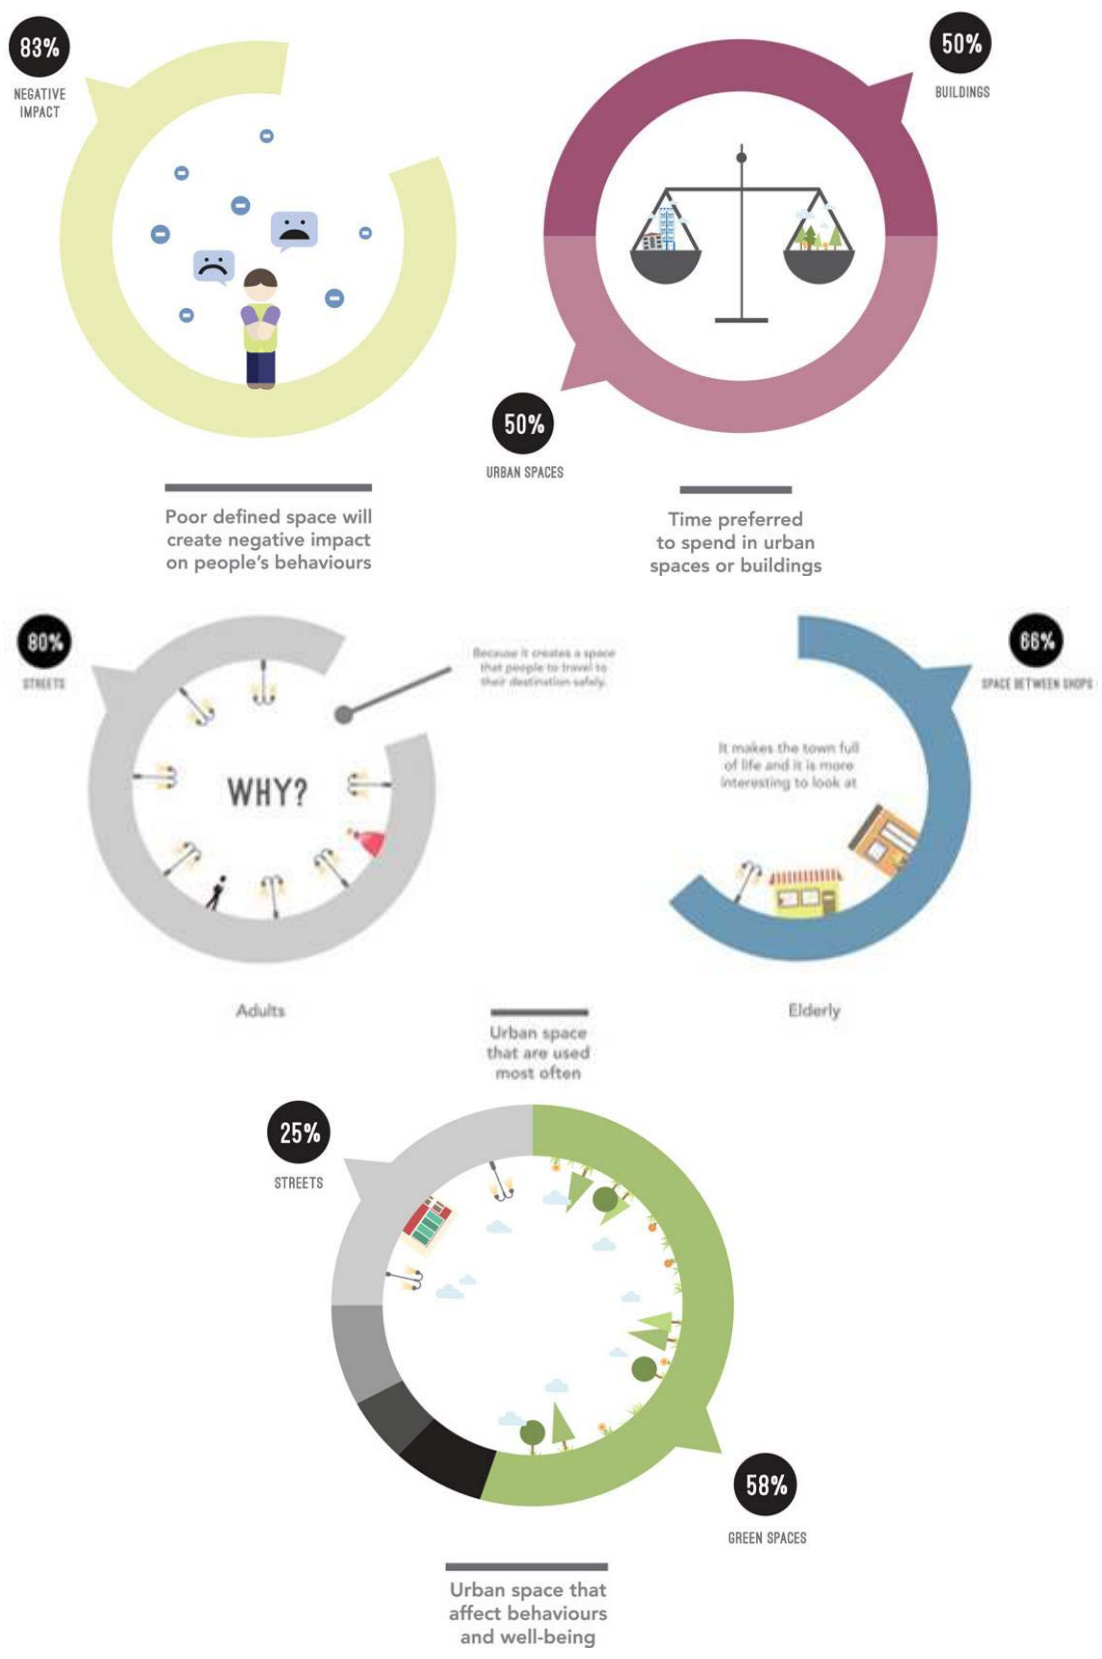 83%
NEGATIVE
IMPACT
50%
BUILDINGS
50%
URBAN SPACES
Poor defined space will
create negative impact
on people's behaviours
Time preferred
to spend in urban
spaces or buildings
80%
STREETS
WHY?
Because it creates a space
that people to travel to
their destination safely.
Adults
66%
SPACE BETWEEN SHOPS
It makes the town full
of life and it is more
interesting to look at
Elderly
Urban space
that are used
most often
25%
STREETS
58%
GREEN SPACES
Urban space that
affect behaviours
and well-being